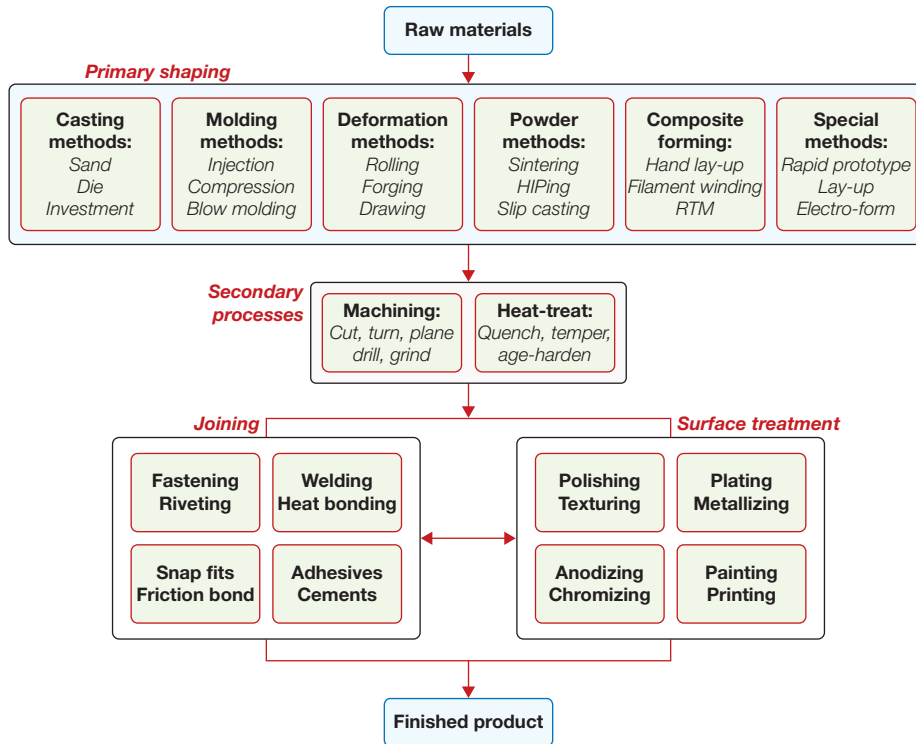 Raw materials
Primary shaping
Casting
methods:
Sand
Die
Investment
Molding
methods:
Injection
Compression
Blow molding
Deformation
methods:
Rolling
Forging
Drawing
Powder
methods:
Sintering
HIPing
Slip casting
Composite
forming:
Hand lay-up
Filament winding
RTM
Special
methods:
Rapid prototype
Lay-up
Electro-form
Secondary
processes
Machining:
Cut, turn, plane
drill, grind
Heat-treat:
Quench, temper,
age-harden
Joining
Fastening
Riveting
Welding
Heat bonding
Snap fits
Friction bond
Adhesives
Cements
Surface treatment
Polishing
Texturing
Plating
Metallizing
Anodizing
Chromizing
Painting
Printing
Finished product